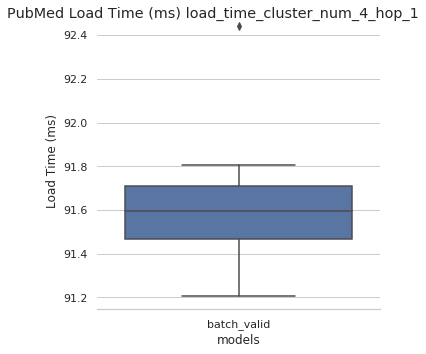 PubMed Load Time (ms) load_time_cluster_num_4_hop_1
92.4
92.2
92.0
91.8
91.6
91.4
91.2
Load Time (ms)
batch_valid
models